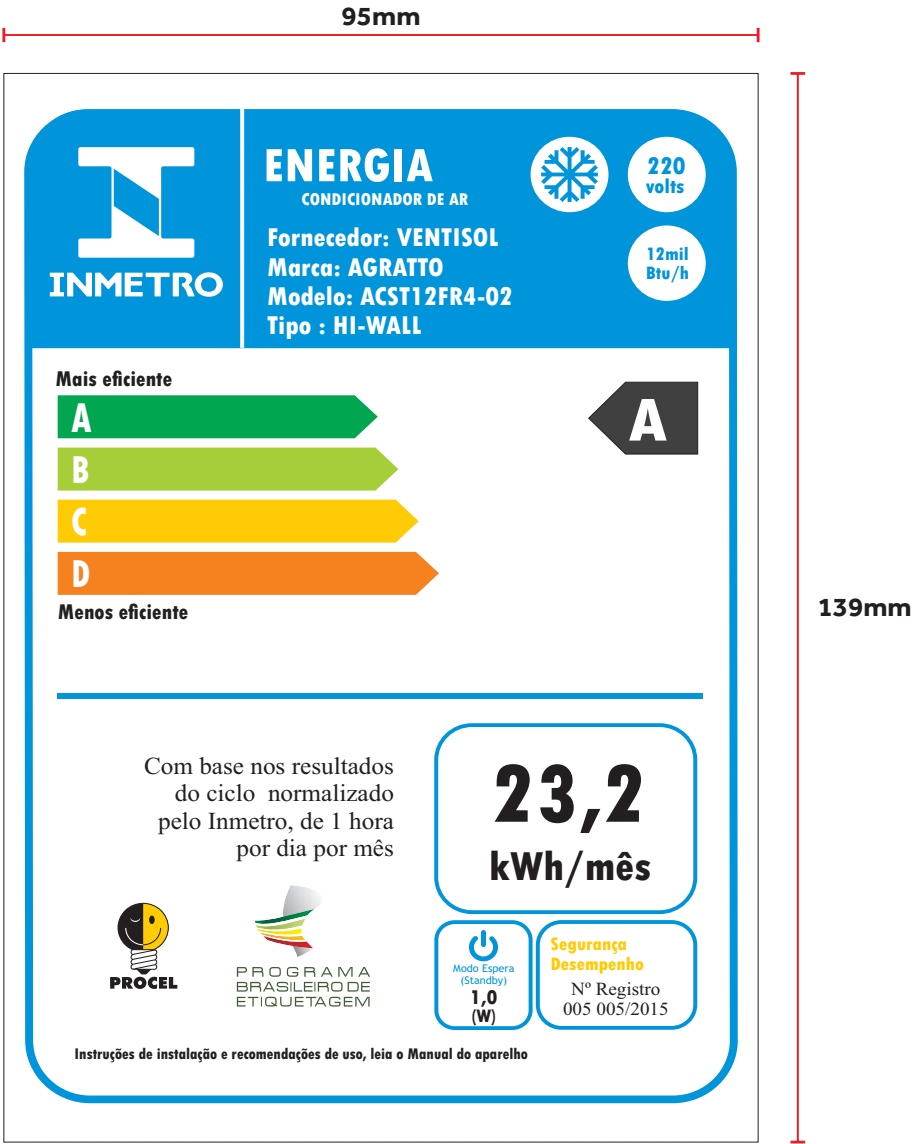 95mm
ENERGIA
CONDICIONADOR DE AR
220
volts
INMETRO
Fornecedor: VENTISOL
Marca: AGRATTO
Modelo: ACST12FR4-02
Tipo : HI-WALL
12mil
Btu/h
Mais eficiente
A
A
B
C
D
Menos eficiente
139mm
Com base nos resultados
do ciclo normalizado
pelo Inmetro, de 1 hora
por dia por mês
23,2
kWh/mês
PROCEL
PROGRAMA
BRASILEIRO DE
ETIQUETAGEM
Modo Espera
(Standby)
1,0
(W)
Segurança
Desempenho
Nº Registro
005 005/2015
Instruções de instalação e recomendações de uso, leia o Manual do aparelho